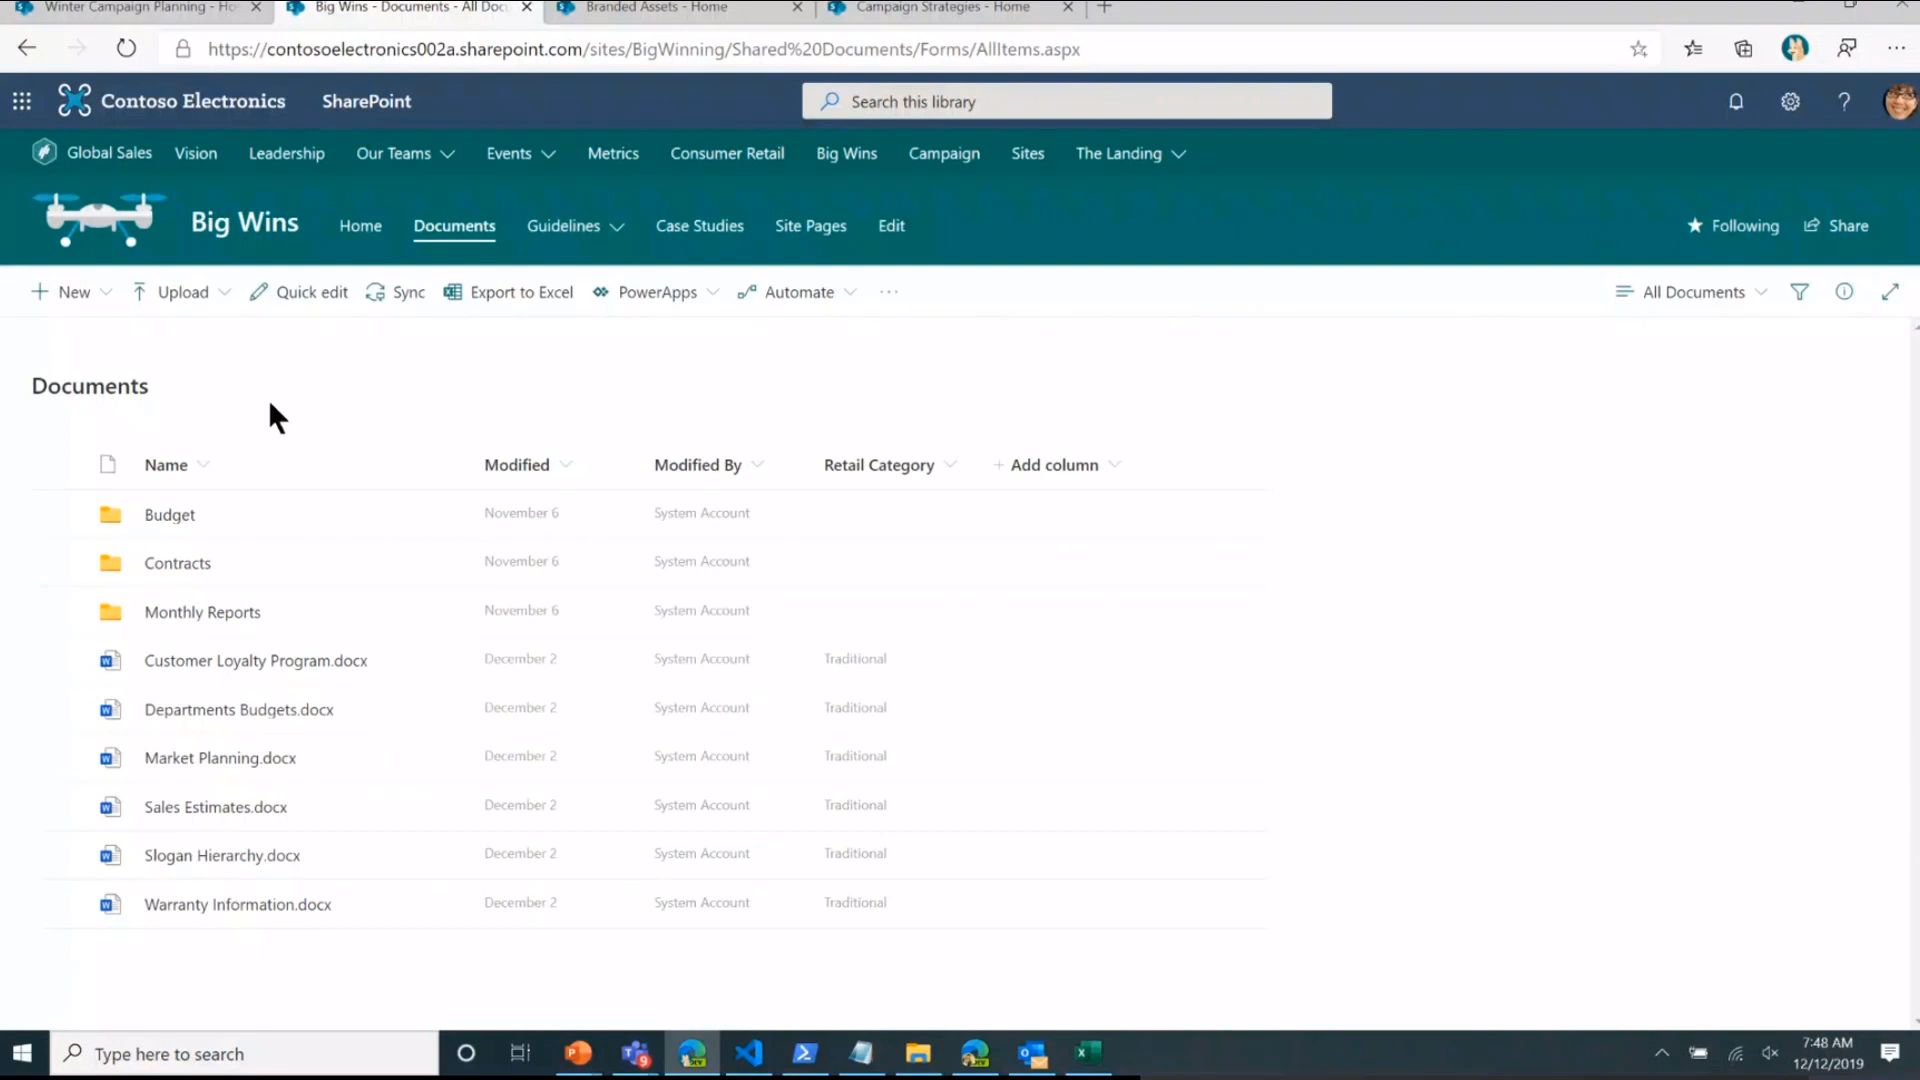 Winter Campaign Planning - Ho
Big Wins - Documents - All Doc
Branded Assets - Home
Campaign Strategies - Home
https://contosoelectronics002a.sharepoint.com/sites/BigWinning/Shared%20Documents/Forms/AllItems.aspx
Contoso Electronics SharePoint Search this library ?
Global Sales Vision Leadership Our Teams Events Metrics Consumer Retail Big Wins Campaign Sites The Landing
Big Wins Home Documents Guidelines Case Studies Site Pages Edit Following Share
+ New Upload Quick edit Sync Export to Excel PowerApps Automate ... All Documents
Documents
Name Modified Modified By Retail Category + Add column
Budget November 6 System Account
Contracts November 6 System Account
Monthly Reports November 6 System Account
Customer Loyalty Program.docx December 2 System Account Traditional
Departments Budgets.docx December 2 System Account Traditional
Market Planning.docx December 2 System Account Traditional
Sales Estimates.docx December 2 System Account Traditional
Slogan Hierarchy.docx December 2 System Account Traditional
Warranty Information.docx December 2 System Account Traditional
Type here to search
7:48 AM
12/12/2019